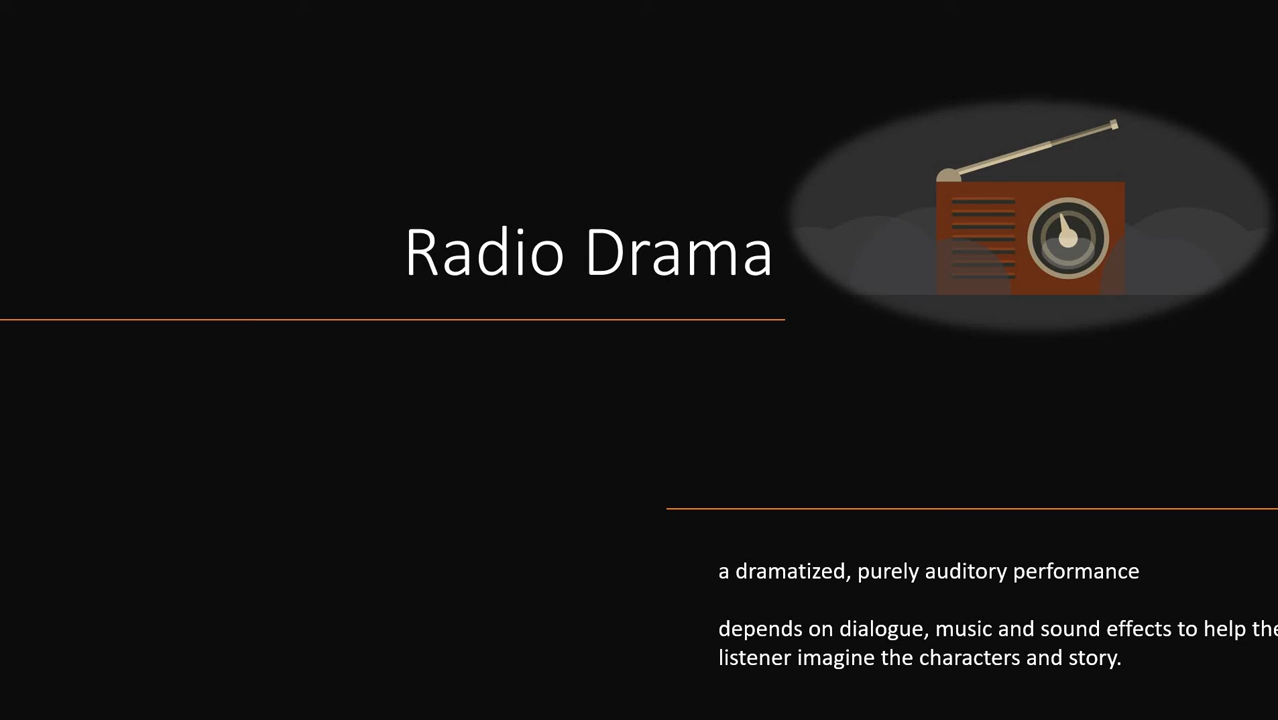 Radio Drama
a dramatized, purely auditory performance
depends on dialogue, music and sound effects to help the
listener imagine the characters and story.